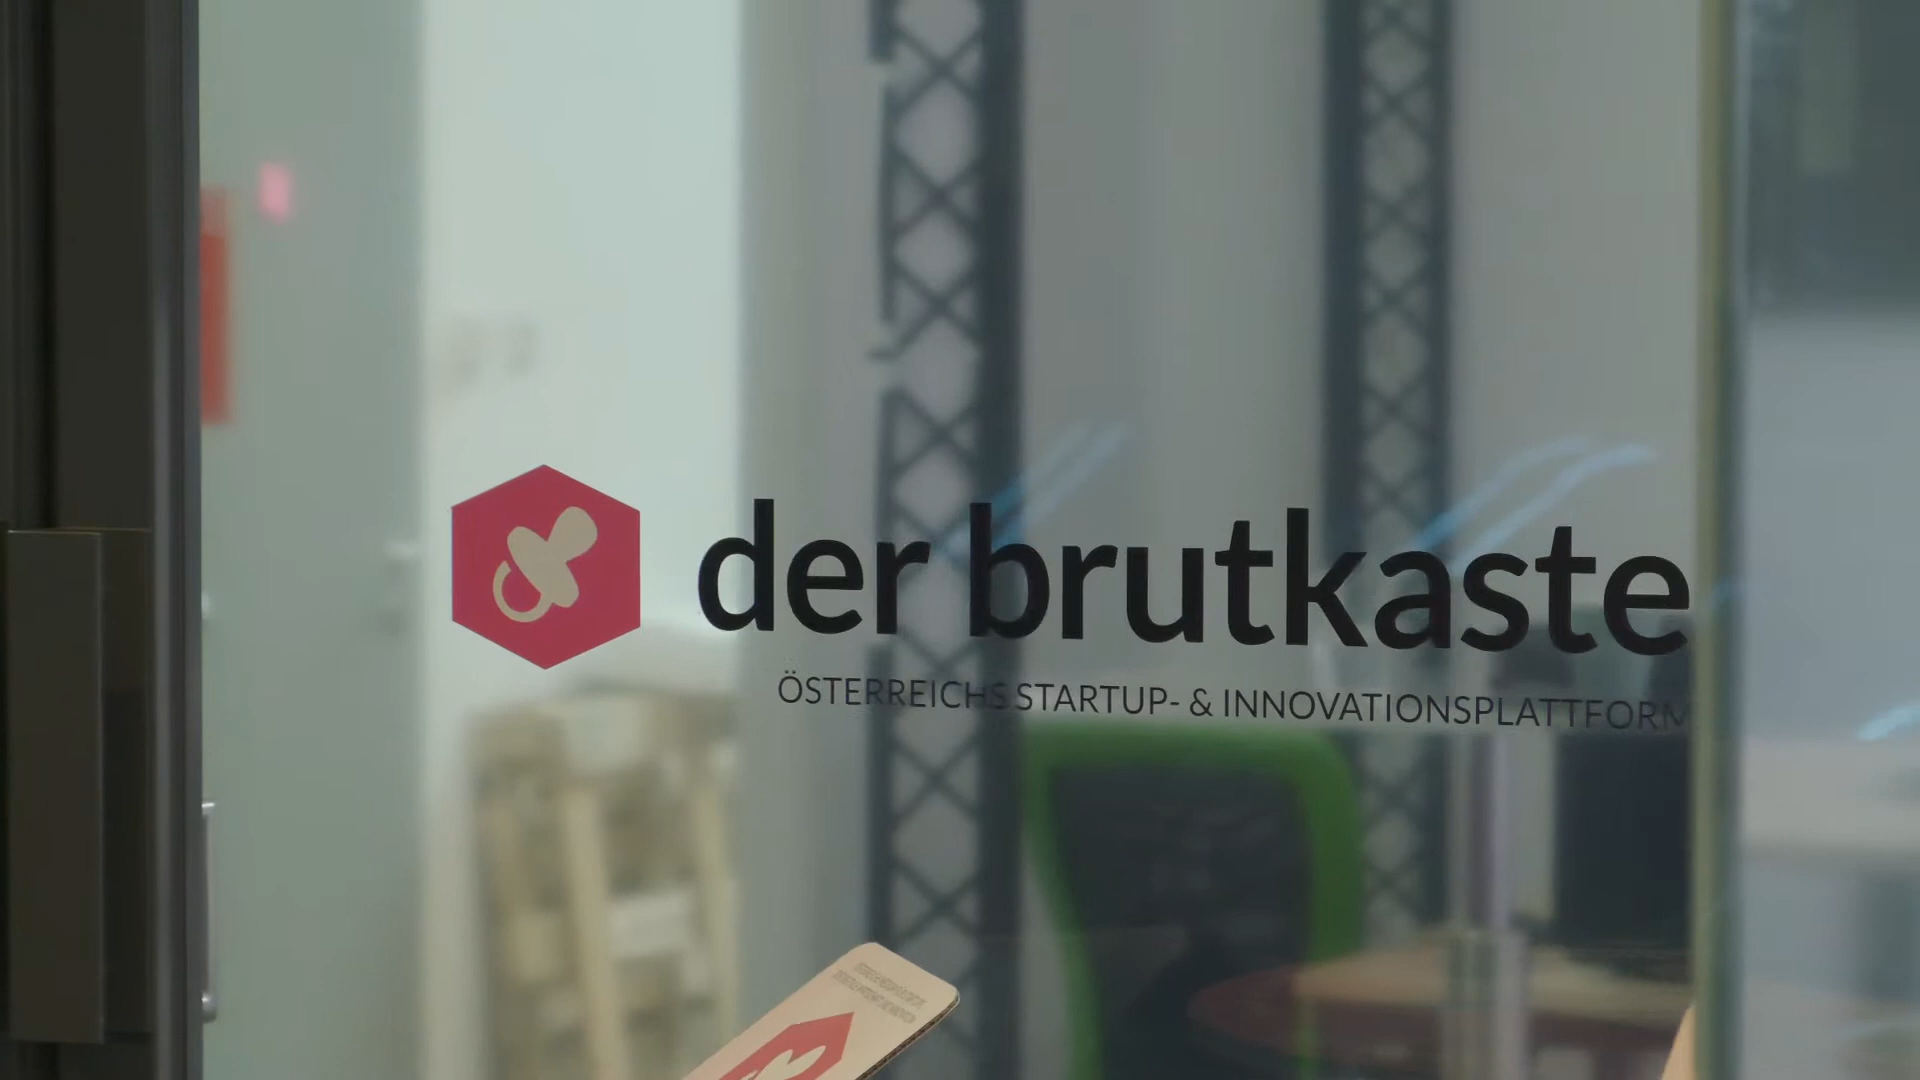 der brutkaste
ÖSTERREICHS STARTUP- & INNOVATIONSPLATTFORM